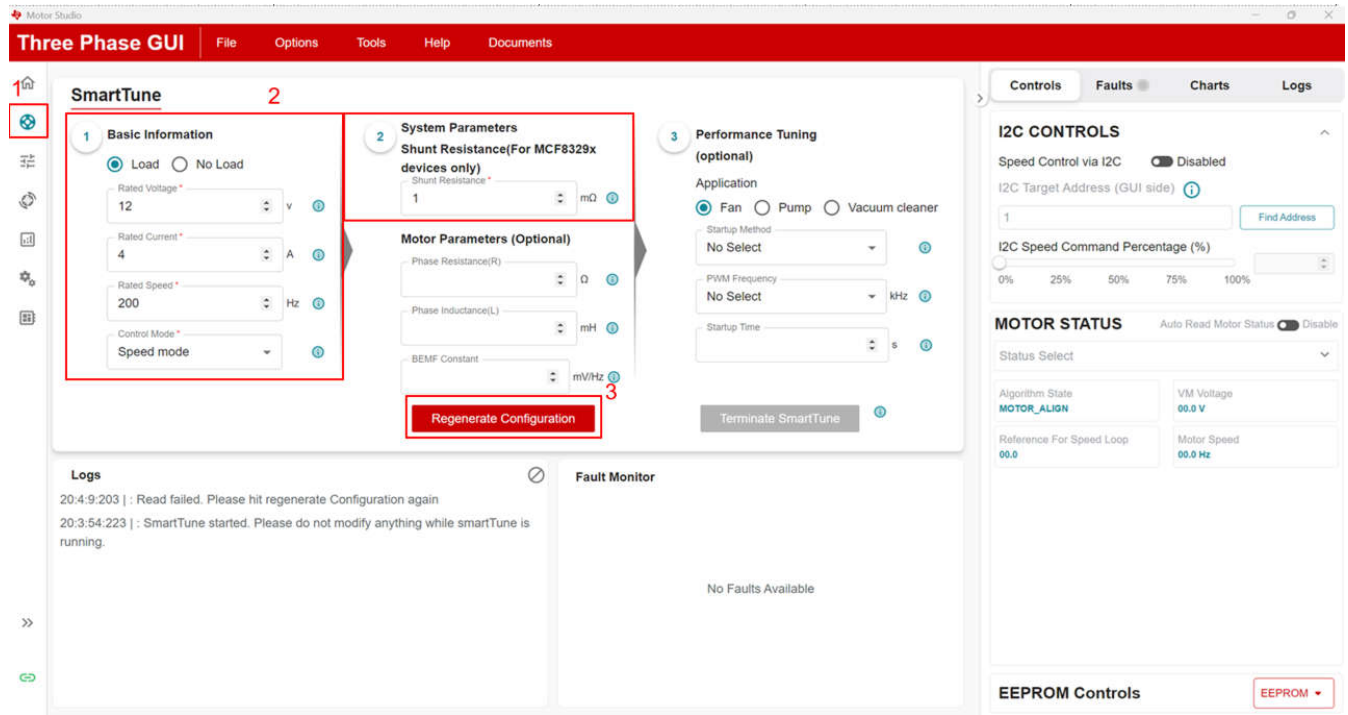 Motor Studio
Three Phase GUI File Options Tools Help Documents
1
SmartTune
2
1 Basic Information
Load No Load
Rated Voltage *
12 v
Rated Current *
4 A
Rated Speed *
200 Hz
Control Mode *
Speed mode
2 System Parameters
Shunt Resistance(For MCF8329x
devices only)
Shunt Resistance *
1 mΩ
Motor Parameters (Optional)
Phase Resistance(R)
Ω
Phase Inductance(L)
mH
BEMF Constant
mV/Hz
3
Regenerate Configuration
3 Performance Tuning
(optional)
Application
Fan Pump Vacuum cleaner
Startup Method
No Select
PWM Frequency
No Select kHz
Startup Time
s
Terminate SmartTune
Logs
20:4:9:203 | : Read failed. Please hit regenerate Configuration again
20:3:54:223 | : SmartTune started. Please do not modify anything while smartTune is
running.
Fault Monitor
No Faults Available
Controls Faults Charts Logs
I2C CONTROLS
Speed Control via I2C Disabled
I2C Target Address (GUI side)
1 Find Address
I2C Speed Command Percentage (%)
0% 25% 50% 75% 100%
MOTOR STATUS Auto Read Motor Status Disable
Status Select
Algorithm State
MOTOR_ALIGN
VM Voltage
00.0 V
Reference For Speed Loop
00.0
Motor Speed
00.0 Hz
EEPROM Controls EEPROM